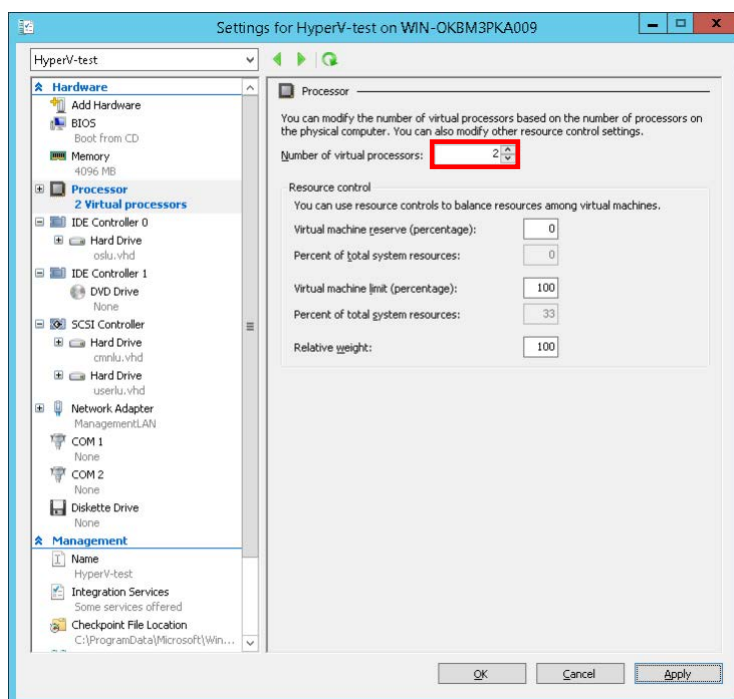 Settings for HyperV-test on WIN-OKBM3PKA009
HyperV-test
Hardware
Add Hardware
BIOS
Boot from CD
Memory
4096 MB
Processor
2 Virtual processors
IDE Controller 0
Hard Drive
oslu.vhd
IDE Controller 1
DVD Drive
None
SCSI Controller
Hard Drive
cmnlu.vhd
Hard Drive
userlu.vhd
Network Adapter
ManagementLAN
COM 1
None
COM 2
None
Diskette Drive
None
Management
Name
HyperV-test
Integration Services
Some services offered
Checkpoint File Location
C:\ProgramData\Microsoft\Win...
Processor
You can modify the number of virtual processors based on the number of processors on
the physical computer. You can also modify other resource control settings.
Number of virtual processors: 2
Resource control
You can use resource controls to balance resources among virtual machines.
Virtual machine reserve (percentage): 0
Percent of total system resources: 0
Virtual machine limit (percentage): 100
Percent of total system resources: 33
Relative weight: 100
OK Cancel Apply